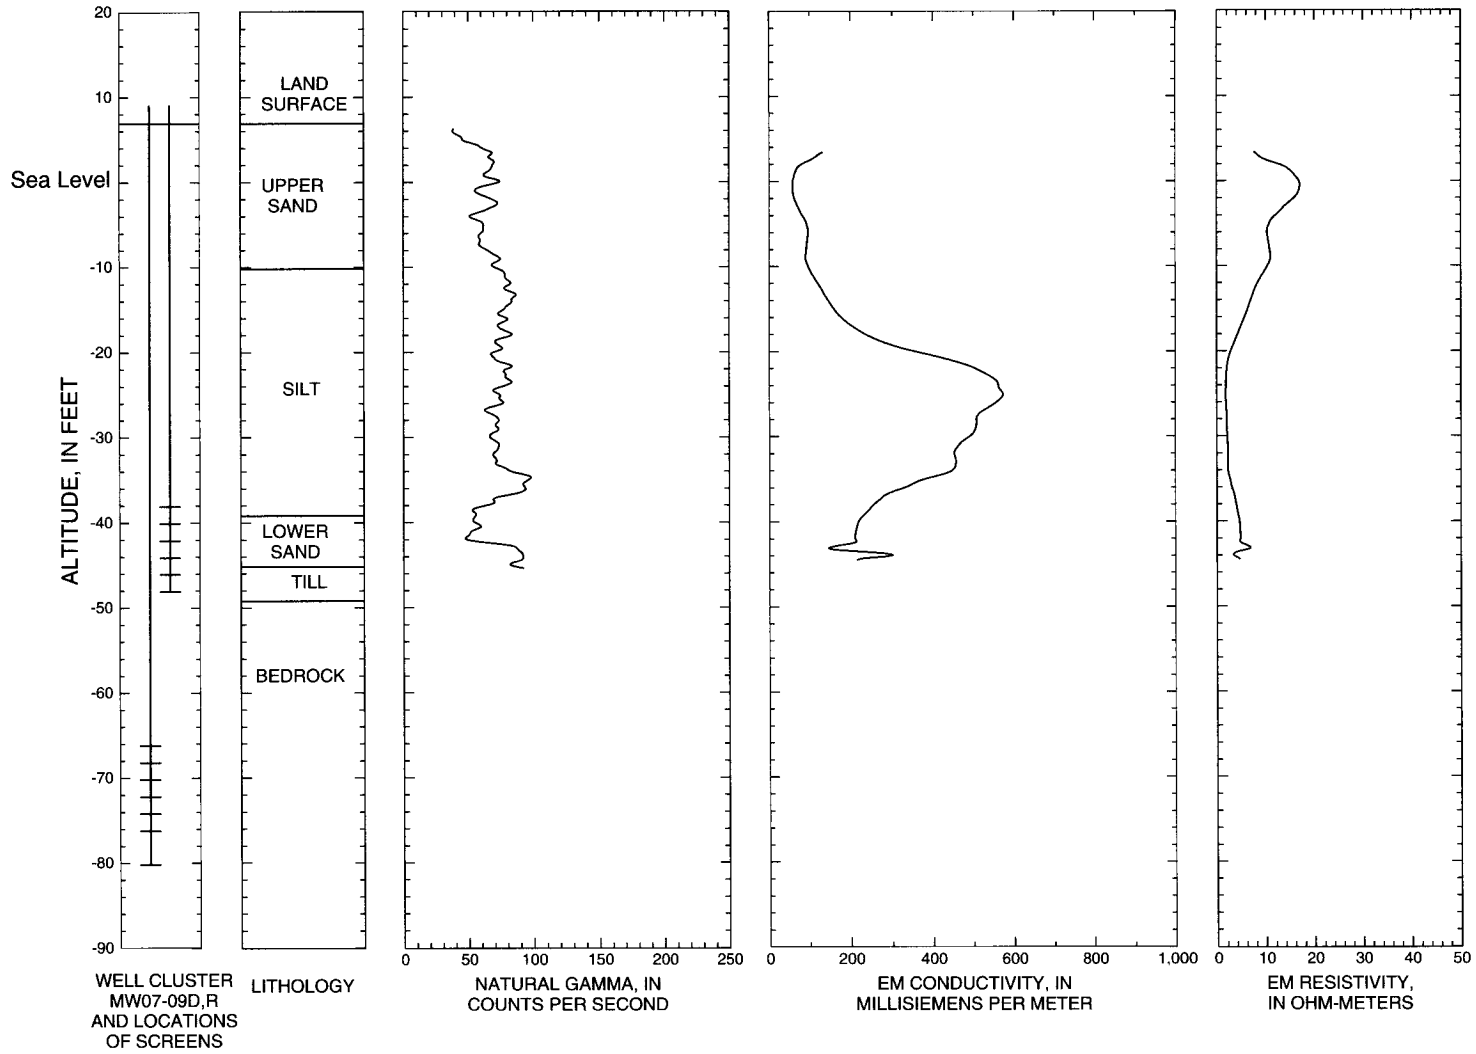 20
10
Sea Level
-10
-20
-30
-40
-50
-60
-70
-80
-90
ALTITUDE, IN FEET
WELL CLUSTER
MW07-09D,R
AND LOCATIONS
OF SCREENS
LAND
SURFACE
UPPER
SAND
SILT
LOWER
SAND
TILL
BEDROCK
LITHOLOGY
0 50 100 150 200 250
NATURAL GAMMA, IN
COUNTS PER SECOND
0 200 400 600 800 1,000
EM CONDUCTIVITY, IN
MILLISIEMENS PER METER
0 10 20 30 40 50
EM RESISTIVITY,
IN OHM-METERS